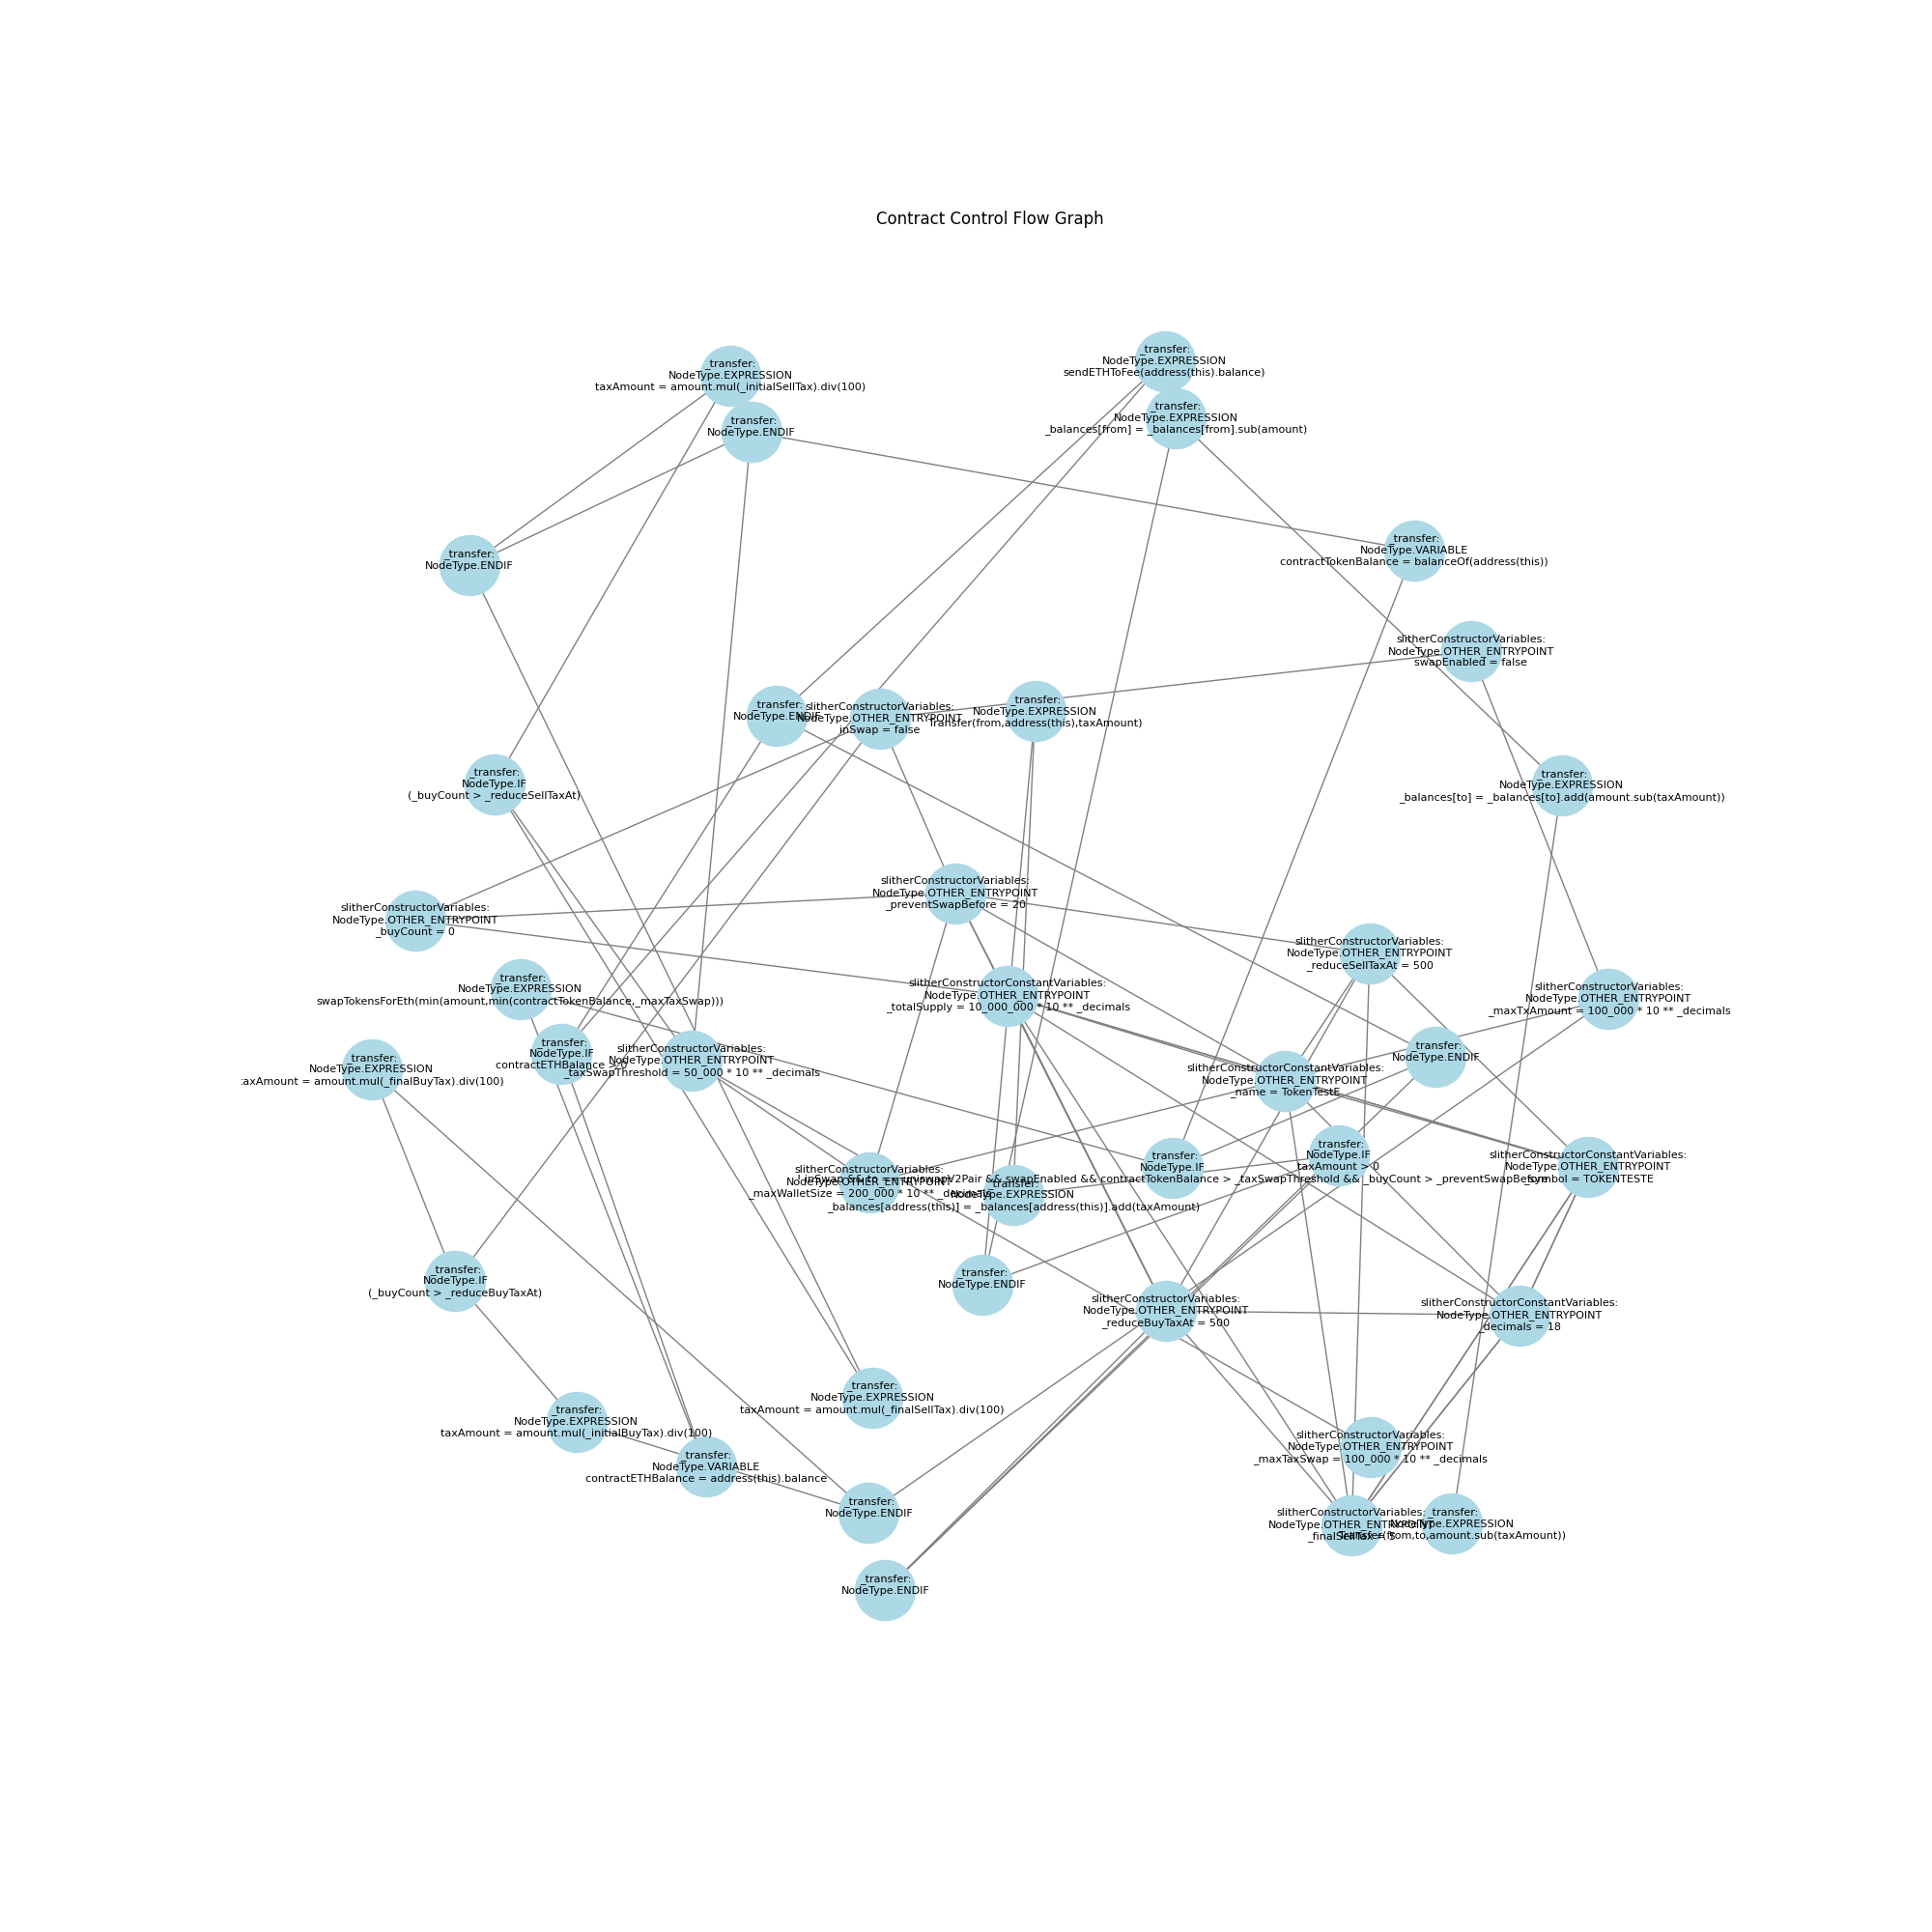 Contract Control Flow Graph
_transfer:
NodeType.EXPRESSION
sendETHToFee(address(this).balance)
_transfer:
NodeType.EXPRESSION
taxAmount = amount.mul(_initialSellTax).div(100)
_transfer:
NodeType.EXPRESSION
_balances[from] = _balances[from].sub(amount)
_transfer:
NodeType.ENDIF
_transfer:
NodeType.VARIABLE
contractTokenBalance = balanceOf(address(this))
_transfer:
NodeType.ENDIF
slitherConstructorVariables:
NodeType.OTHER_ENTRYPOINT
swapEnabled = false
_transfer:
NodeType.ENDIF
slitherConstructorVariables:
NodeType.OTHER_ENTRYPOINT
inSwap = false
_transfer:
NodeType.EXPRESSION
Transfer(from,address(this),taxAmount)
_transfer:
NodeType.IF
(_buyCount > _reduceSellTaxAt)
_transfer:
NodeType.EXPRESSION
_balances[to] = _balances[to].add(amount.sub(taxAmount))
slitherConstructorVariables:
NodeType.OTHER_ENTRYPOINT
_preventSwapBefore = 20
slitherConstructorVariables:
NodeType.OTHER_ENTRYPOINT
_buyCount = 0
slitherConstructorVariables:
NodeType.OTHER_ENTRYPOINT
_reduceSellTaxAt = 500
_transfer:
NodeType.EXPRESSION
swapTokensForEth(min(amount,min(contractTokenBalance,_maxTaxSwap)))
slitherConstructorConstantVariables:
NodeType.OTHER_ENTRYPOINT
_totalSupply = 10_000_000 * 10 ** _decimals
slitherConstructorVariables:
NodeType.OTHER_ENTRYPOINT
_maxTxAmount = 100_000 * 10 ** _decimals
_transfer:
NodeType.IF
contractETHBalance > 0
slitherConstructorVariables:
NodeType.OTHER_ENTRYPOINT
_taxSwapThreshold = 50_000 * 10 ** _decimals
_transfer:
NodeType.ENDIF
_transfer:
NodeType.EXPRESSION
taxAmount = amount.mul(_finalBuyTax).div(100)
slitherConstructorConstantVariables:
NodeType.OTHER_ENTRYPOINT
_name = TokenTestE
_transfer:
NodeType.IF
taxAmount > 0
slitherConstructorConstantVariables:
NodeType.OTHER_ENTRYPOINT
_symbol = TOKENTESTE
_transfer:
NodeType.IF
! inSwap && to == uniswapV2Pair && swapEnabled && contractTokenBalance > _taxSwapThreshold && _buyCount > _preventSwapBefore
slitherConstructorVariables:
NodeType.OTHER_ENTRYPOINT
_maxWalletSize = 200_000 * 10 ** _decimals
_transfer:
NodeType.EXPRESSION
_balances[address(this)] = _balances[address(this)].add(taxAmount)
_transfer:
NodeType.IF
(_buyCount > _reduceBuyTaxAt)
_transfer:
NodeType.ENDIF
slitherConstructorVariables:
NodeType.OTHER_ENTRYPOINT
_reduceBuyTaxAt = 500
slitherConstructorConstantVariables:
NodeType.OTHER_ENTRYPOINT
_decimals = 18
_transfer:
NodeType.EXPRESSION
taxAmount = amount.mul(_finalSellTax).div(100)
_transfer:
NodeType.EXPRESSION
taxAmount = amount.mul(_initialBuyTax).div(100)
slitherConstructorVariables:
NodeType.OTHER_ENTRYPOINT
_maxTaxSwap = 100_000 * 10 ** _decimals
_transfer:
NodeType.VARIABLE
contractETHBalance = address(this).balance
_transfer:
NodeType.ENDIF
slitherConstructorVariables:
NodeType.OTHER_ENTRYPOINT
_finalSellTax = 5
_transfer:
NodeType.EXPRESSION
Transfer(from,to,amount.sub(taxAmount))
_transfer:
NodeType.ENDIF